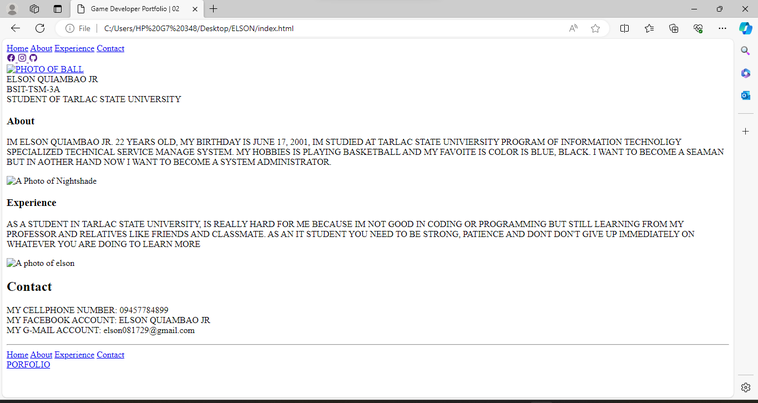 Game Developer Portfolio | 02
File
C:/Users/HP%20G7%20348/Desktop/ELSON/index.html
Home About Experience Contact
PHOTO OF BALL
ELSON QUIAMBAO JR
BSIT-TSM-3A
STUDENT OF TARLAC STATE UNIVERSITY
About
IM ELSON QUIAMBAO JR. 22 YEARS OLD, MY BIRTHDAY IS JUNE 17, 2001, IM STUDIED AT TARLAC STATE UNIVIERSITY PROGRAM OF INFORMATION TECHNOLIGY
SPECIALIZED TECHNICAL SERVICE MANAGE SYSTEM. MY HOBBIES IS PLAYING BASKETBALL AND MY FAVOITE IS COLOR IS BLUE, BLACK. I WANT TO BECOME A SEAMAN
BUT IN AOTHER HAND NOW I WANT TO BECOME A SYSTEM ADMINISTRATOR.
A Photo of Nightshade
Experience
AS A STUDENT IN TARLAC STATE UNIVERSITY, IS REALLY HARD FOR ME BECAUSE IM NOT GOOD IN CODING OR PROGRAMMING BUT STILL LEARNING FROM MY
PROFESSOR AND RELATIVES LIKE FRIENDS AND CLASSMATE. AS AN IT STUDENT YOU NEED TO BE STRONG, PATIENCE AND DONT DON'T GIVE UP IMMEDIATELY ON
WHATEVER YOU ARE DOING TO LEARN MORE
A photo of elson
Contact
MY CELLPHONE NUMBER: 09457784899
MY FACEBOOK ACCOUNT: ELSON QUIAMBAO JR
MY G-MAIL ACCOUNT: elson081729@gmail.com
Home About Experience Contact
PORFOLIO